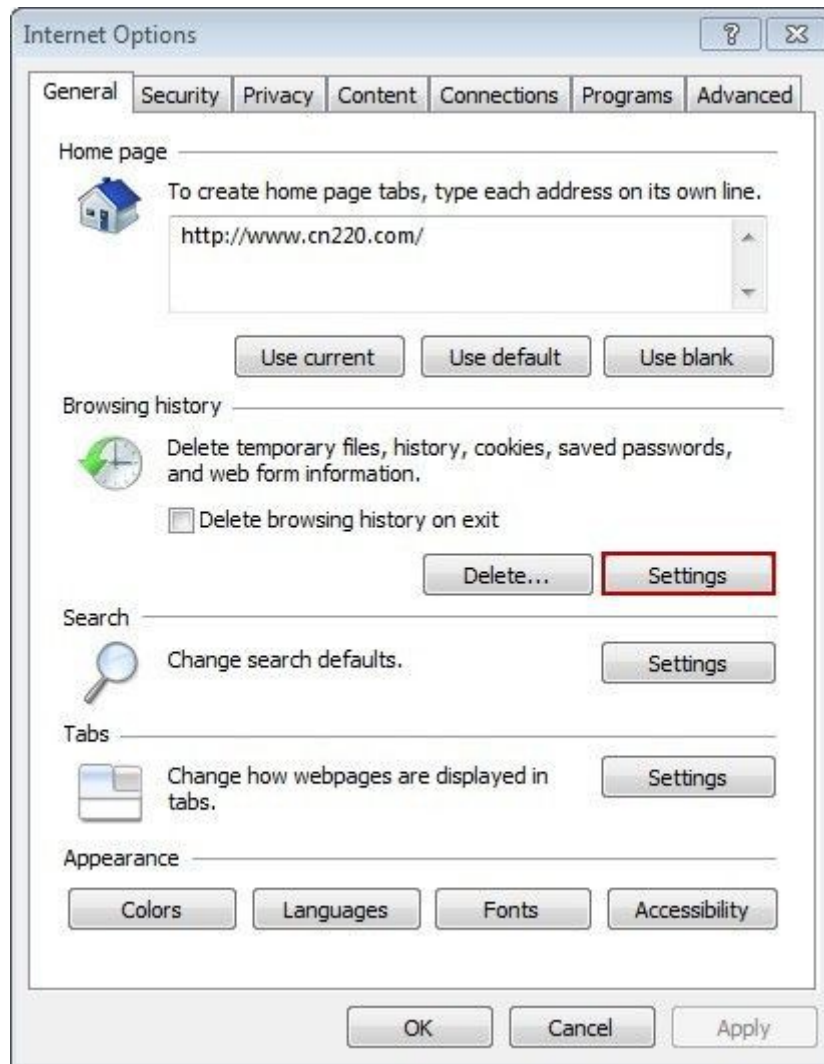 Internet Options
General Security Privacy Content Connections Programs Advanced
Home page
To create home page tabs, type each address on its own line.
http://www.cn220.com/
Use current Use default Use blank
Browsing history
Delete temporary files, history, cookies, saved passwords,
and web form information.
Delete browsing history on exit
Delete... Settings
Search
Change search defaults. Settings
Tabs
Change how webpages are displayed in
tabs.
Settings
Appearance
Colors Languages Fonts Accessibility
OK Cancel Apply